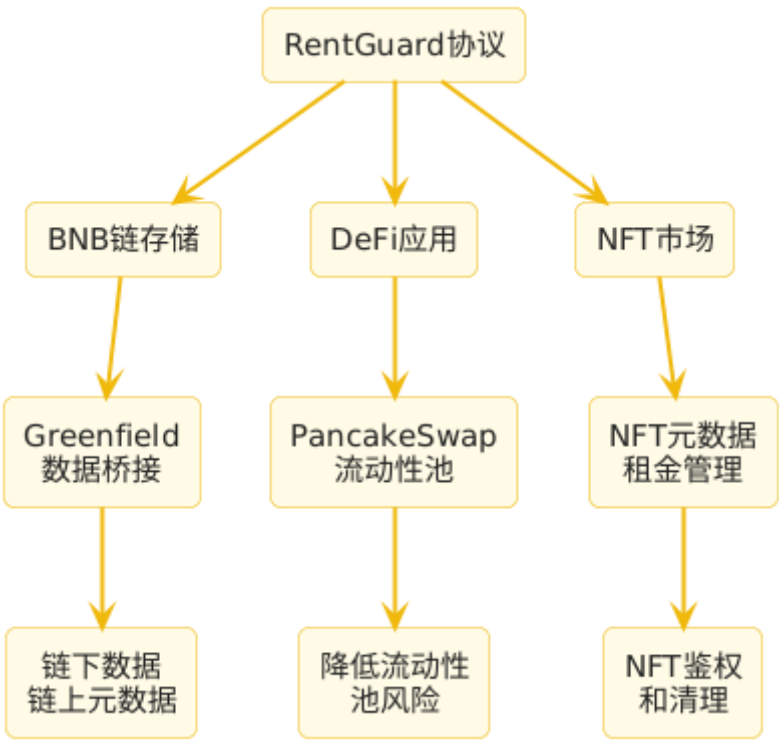 RentGuard协议
BNB链存储
DeFi应用
NFT市场
Greenfield
数据桥接
PancakeSwap
流动性池
NFT元数据
租金管理
链下数据
链上元数据
降低流动性
池风险
NFT鉴权
和清理